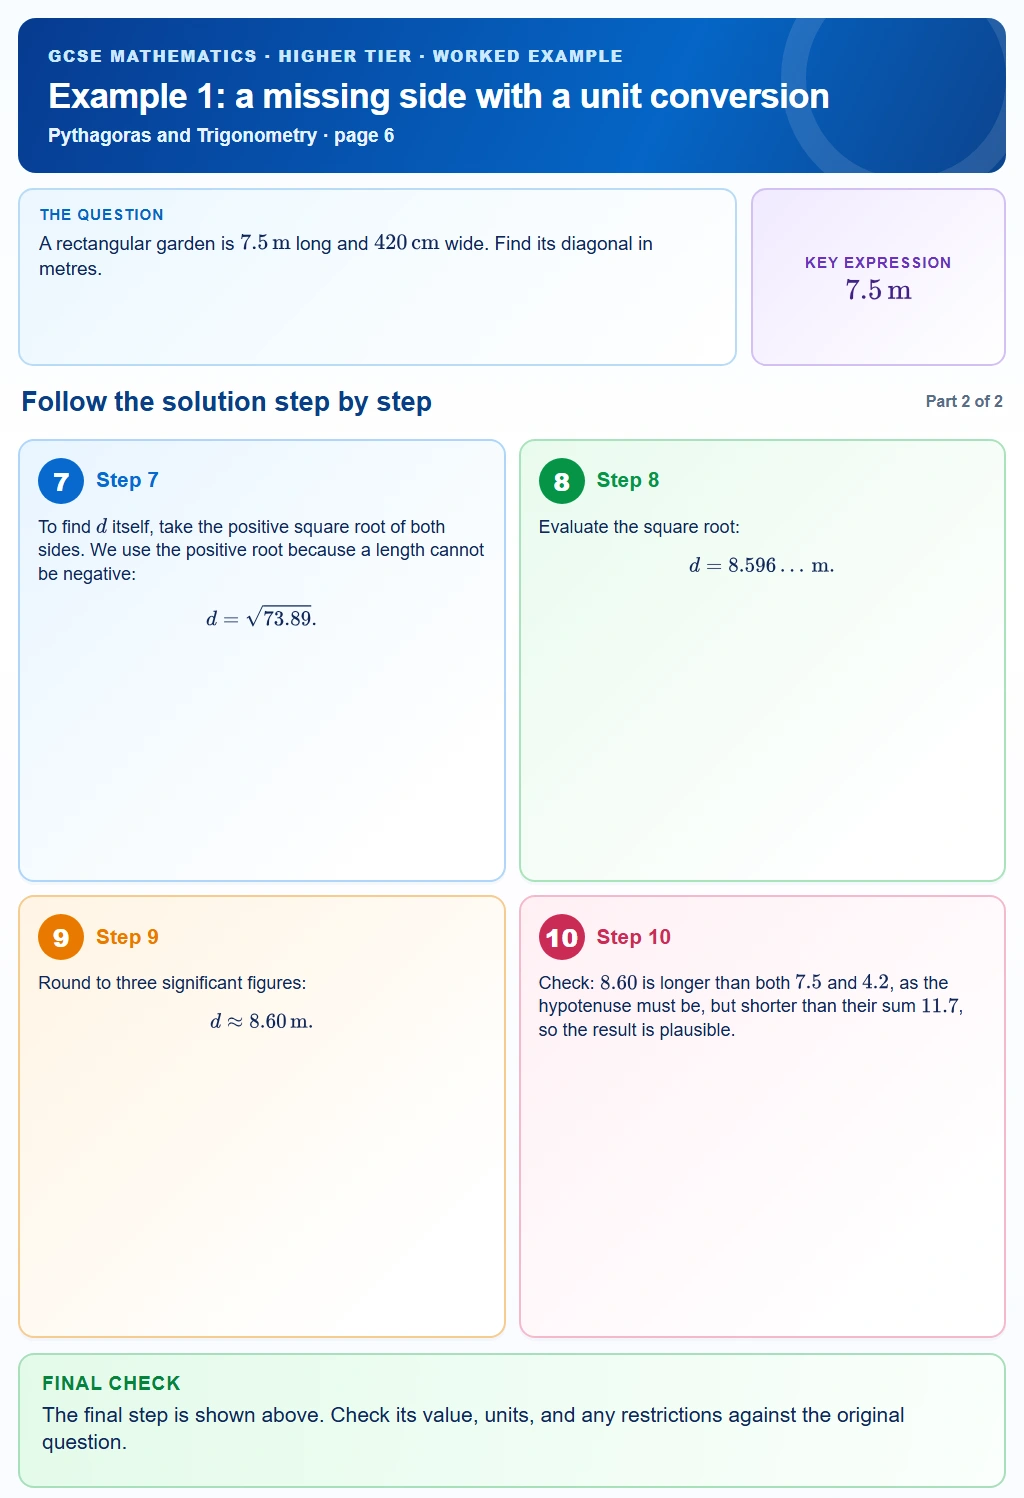 GCSE MATHEMATICS · HIGHER TIER · WORKED EXAMPLE
Example 1: a missing side with a unit conversion
Pythagoras and Trigonometry · page 6
THE QUESTION
A rectangular garden is 7.5 m long and 420 cm wide. Find its diagonal in
metres.
KEY EXPRESSION
7.5 m
Follow the solution step by step
Part 2 of 2
7 Step 7
To find d itself, take the positive square root of both
sides. We use the positive root because a length cannot
be negative:
d = √73.89.
8 Step 8
Evaluate the square root:
d = 8.596… m.
9 Step 9
Round to three significant figures:
d ≈ 8.60 m.
10 Step 10
Check: 8.60 is longer than both 7.5 and 4.2, as the
hypotenuse must be, but shorter than their sum 11.7,
so the result is plausible.
FINAL CHECK
The final step is shown above. Check its value, units, and any restrictions against the original
question.